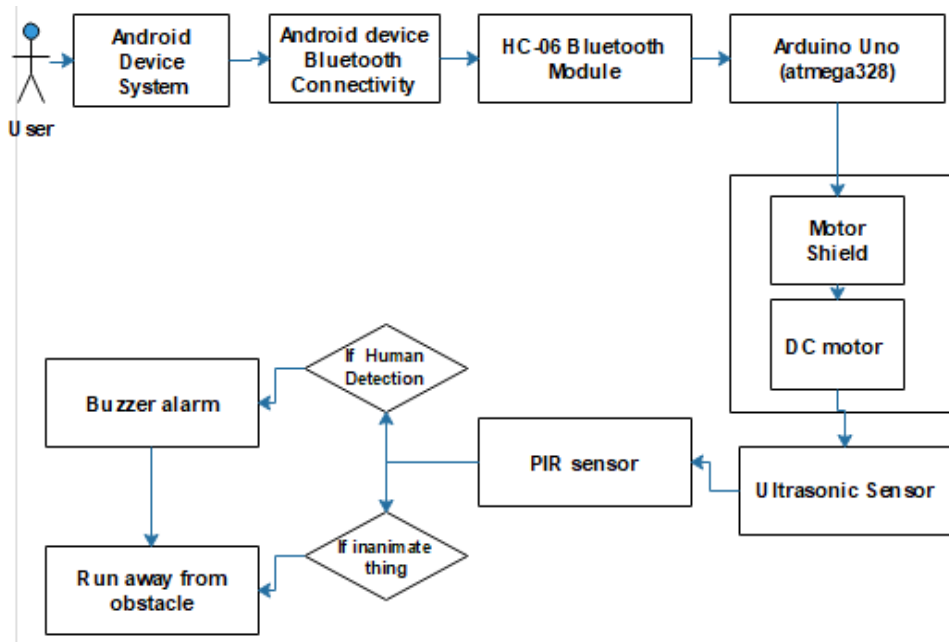 Android
Device
System
Android device
Bluetooth
Connectivity
HC-06 Bluetooth
Module
Arduino Uno
(atmega328)
User
Motor
Shield
DC motor
If Human
Detection
Buzzer alarm
PIR sensor
Ultrasonic Sensor
If inanimate
thing
Run away from
obstacle